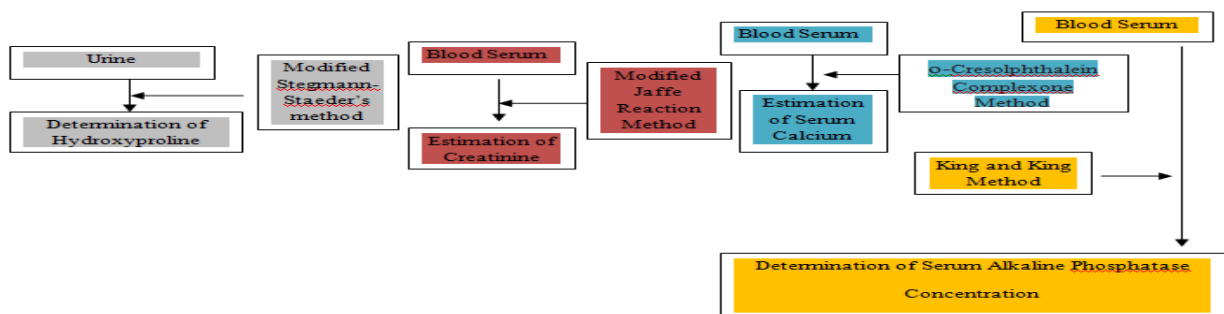 Urine
Modified
Stegmann-
Staeder's
method
Determination of
Hydroxyproline
Blood Serum
Modified
Jaffe
Reaction
Method
Estimation of
Creatinine
Blood Serum
o-Cresolphthalein
Complexone
Method
Estimation
of Serum
Calcium
Blood Serum
King and King
Method
Determination of Serum Alkaline Phosphatase
Concentration